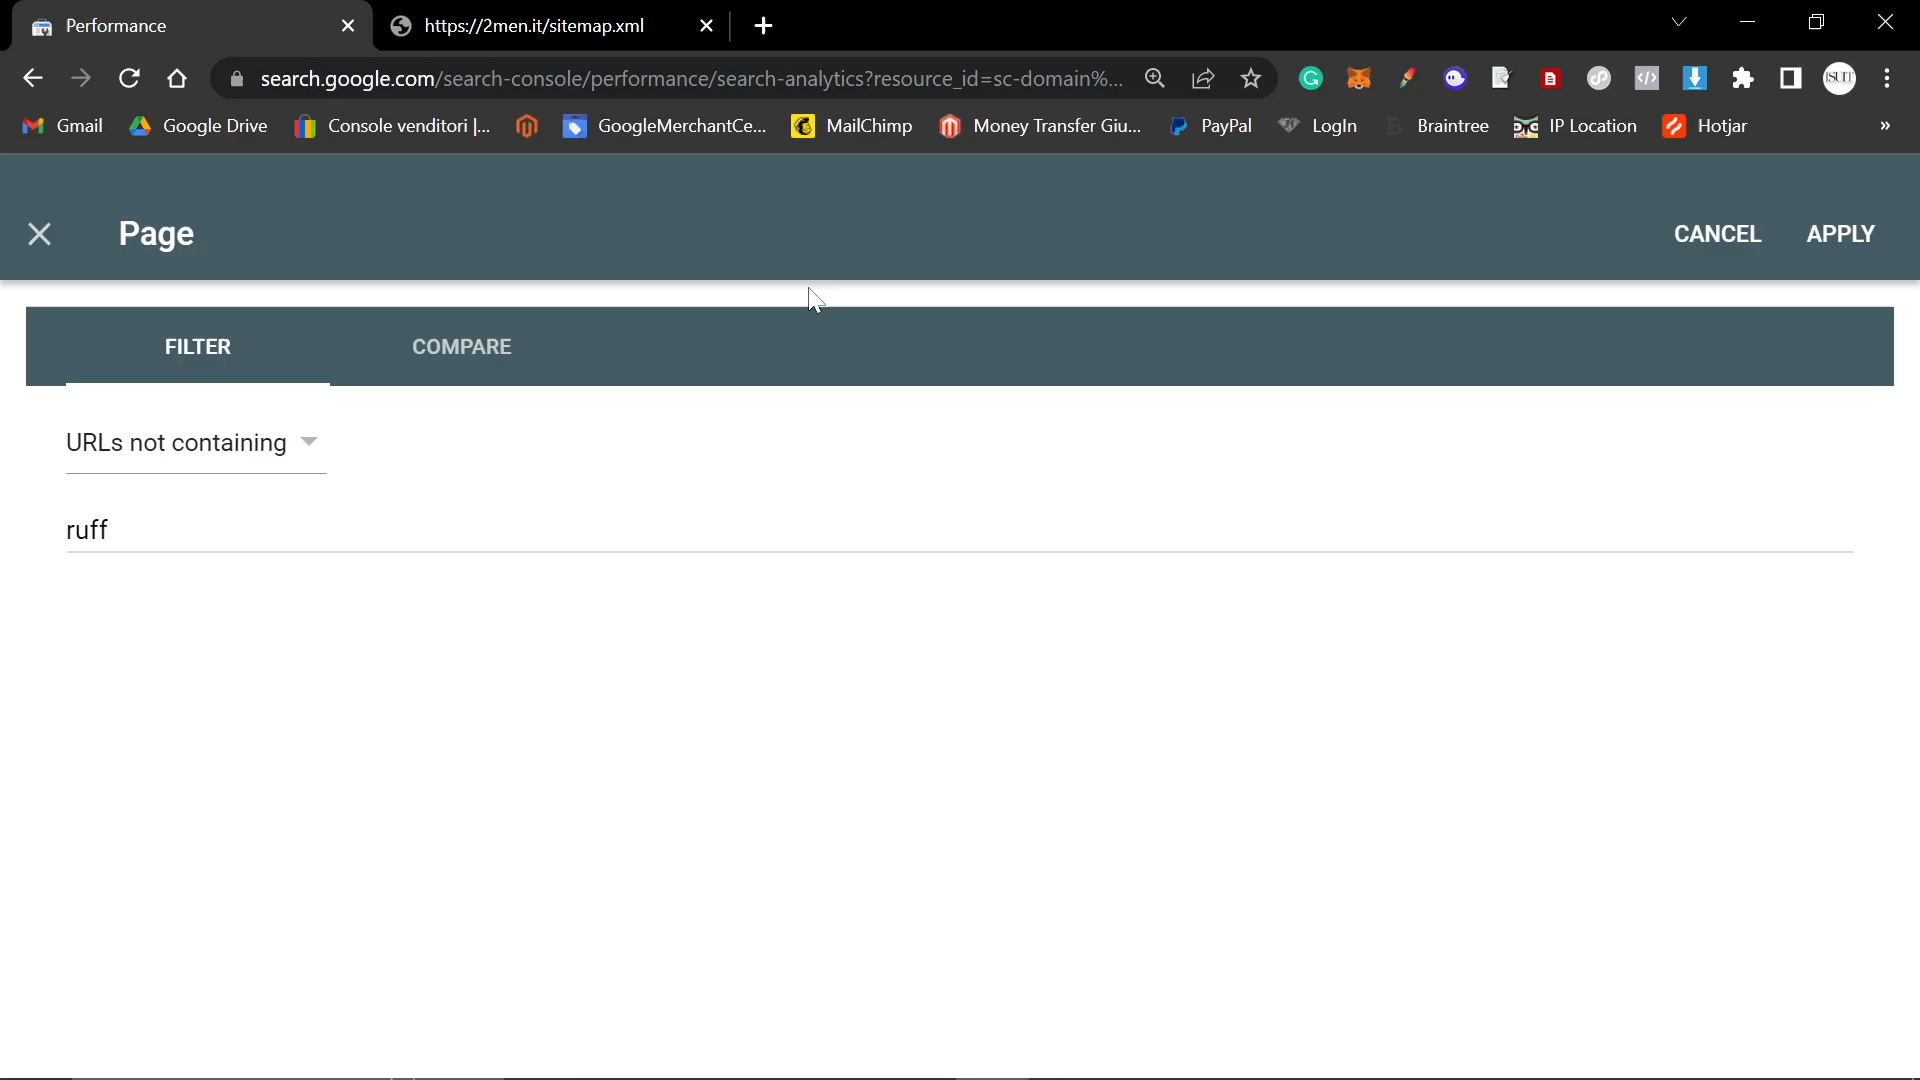 Performance
https://2men.it/sitemap.xml
search.google.com/search-console/performance/search-analytics?resource_id=sc-domain%...
Gmail
Google Drive
Console venditori |...
GoogleMerchantCe...
MailChimp
Money Transfer Giu...
PayPal
LogIn
Braintree
IP Location
Hotjar
»
Page
CANCEL
APPLY
FILTER
COMPARE
URLs not containing
ruff